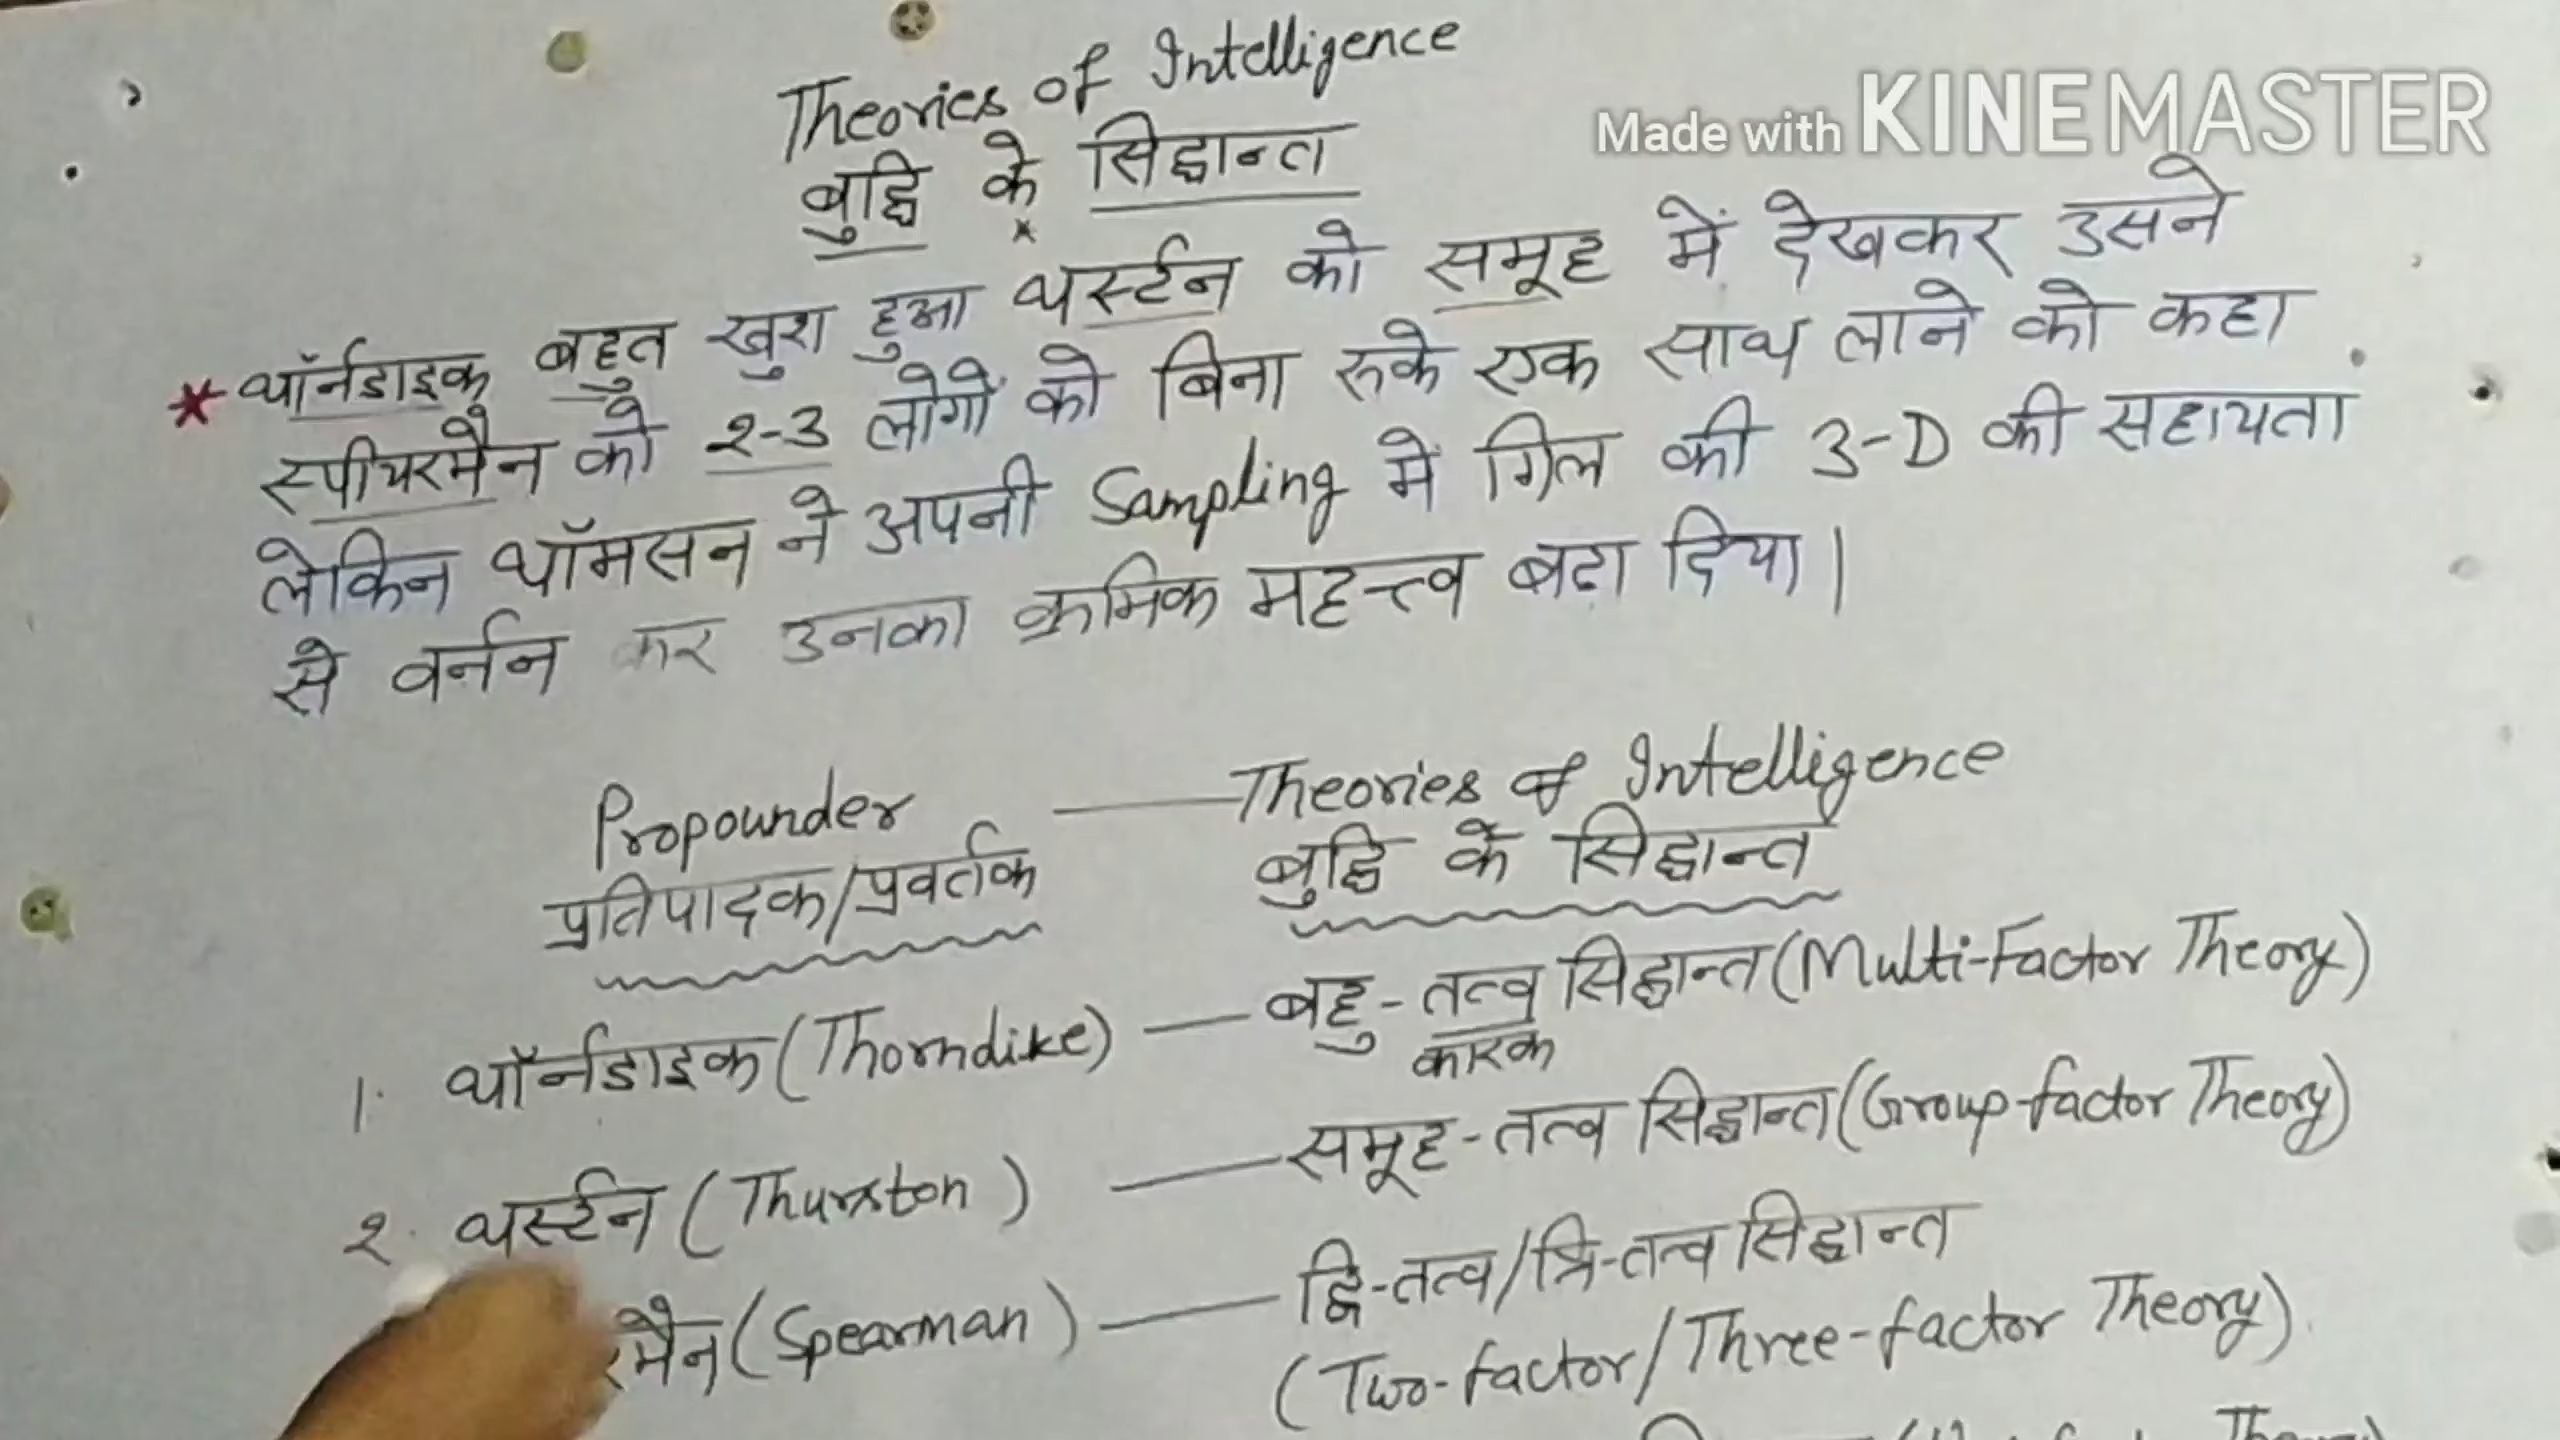 Theories of Intelligence
Made with KINEMASTER
बुद्धि के सिद्धान्त
* थॉर्नडाइक बहुत खुश हुआ थर्स्टन को समूह में देखकर उसने
स्पीयरमैन को २-3 लोगों को बिना रुके एक साथ लाने को कहा
लेकिन थॉमसन ने अपनी Sampling में गिल की 3-D की सहायता
से वर्नन कर उनका क्रमिक महत्त्व बढा दिया।
Propounder — Theories of Intelligence
प्रतिपादक/प्रवर्तक बुद्धि के सिद्धान्त
1. थॉर्नडाइक (Thorndike) — बहु-तत्व सिद्धान्त (Multi-Factor Theory)
कारक
२. थर्स्टन (Thurston) — समूह-तत्व सिद्धान्त (Group-factor Theory)
रमैन (Spearman) — द्वि-तत्व/त्रि-तत्व सिद्धान्त
(Two-factor/Three-factor Theory)